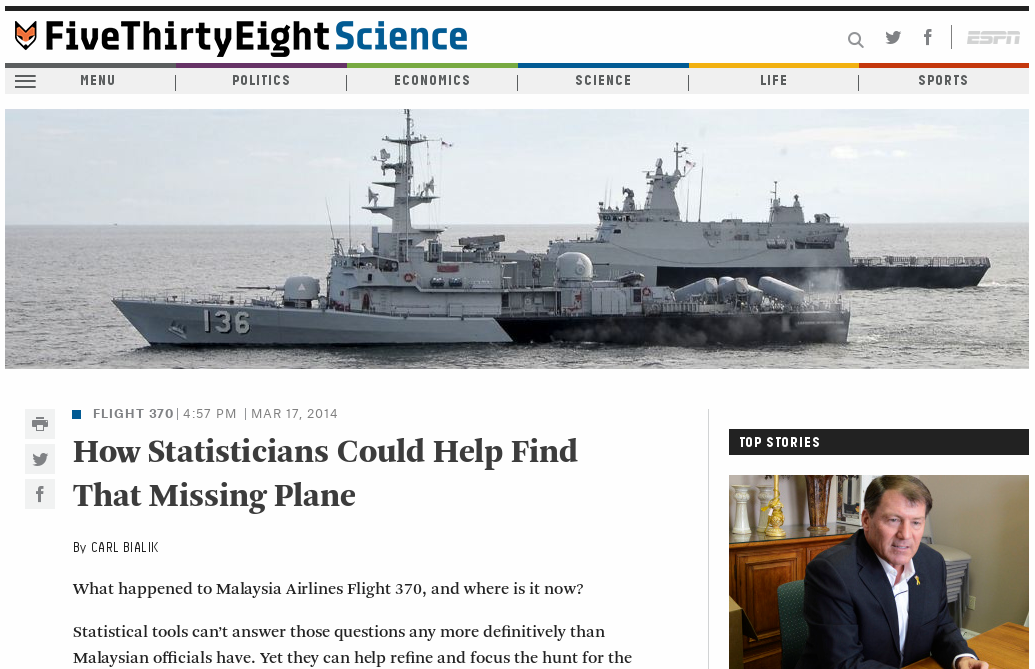 FiveThirtyEight Science
ESPN
MENU
POLITICS
ECONOMICS
SCIENCE
LIFE
SPORTS
136
FLIGHT 370 | 4:57 PM | MAR 17, 2014
How Statisticians Could Help Find
That Missing Plane
By CARL BIALIK
What happened to Malaysia Airlines Flight 370, and where is it now?
Statistical tools can’t answer those questions any more definitively than
Malaysian officials have. Yet they can help refine and focus the hunt for the
TOP STORIES